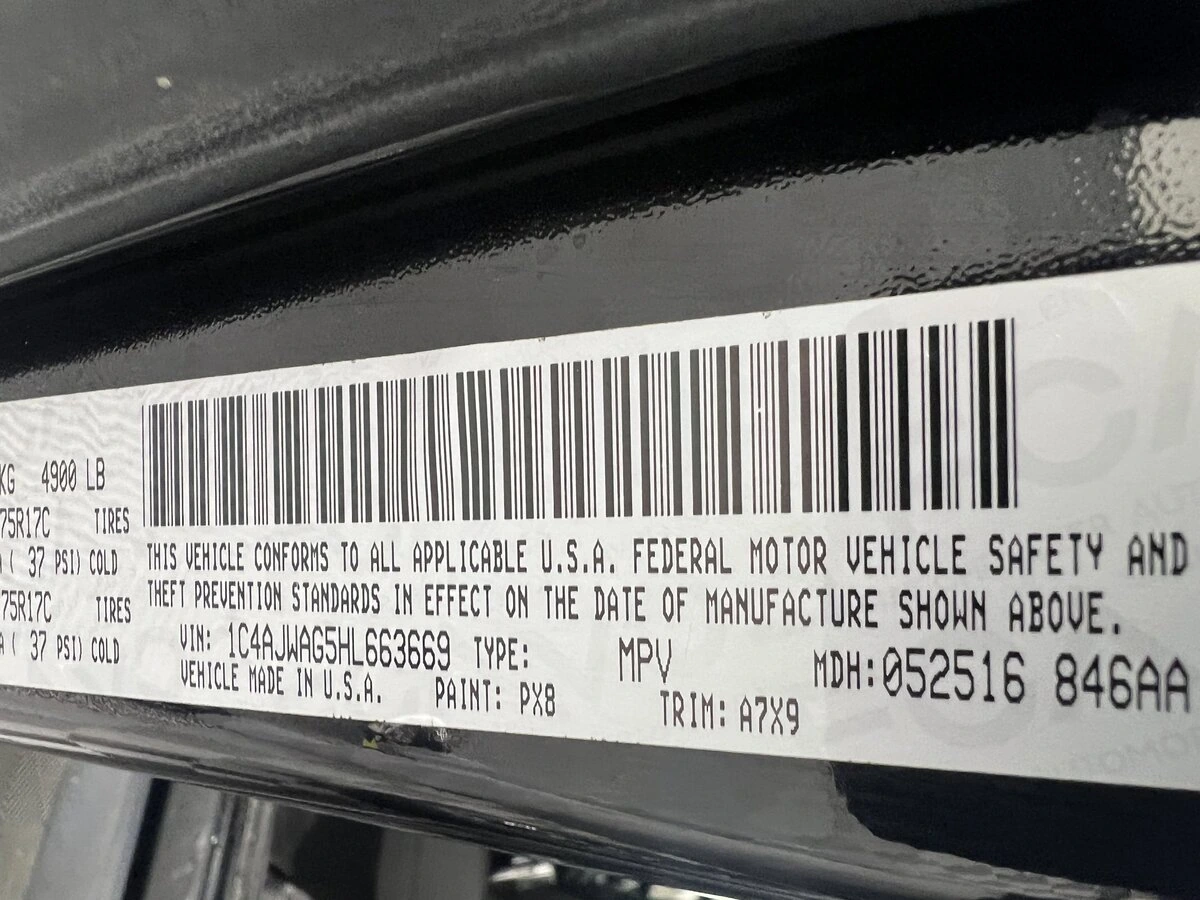 KG 4900 LB
75R17C TIRES
( 37 PSI) COLD
75R17C TIRES
( 37 PSI) COLD
THIS VEHICLE CONFORMS TO ALL APPLICABLE U.S.A. FEDERAL MOTOR VEHICLE SAFETY AND
THEFT PREVENTION STANDARDS IN EFFECT ON THE DATE OF MANUFACTURE SHOWN ABOVE.
VIN: 1C4AJWAG5HL663669 TYPE: MPV MDH: 052516 846AA
VEHICLE MADE IN U.S.A. PAINT: PX8 TRIM: A7X9